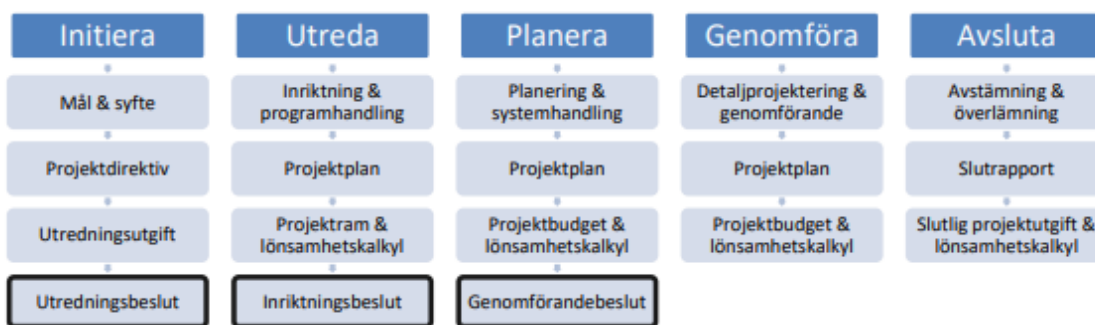 Initiera
Mål & syfte
Projektdirektiv
Utredningsutgift
Utredningsbeslut
Utreda
Inriktning &
programhandling
Projektplan
Projektram &
lönsamhetskalkyl
Inriktningsbeslut
Planera
Planering &
systemhandling
Projektplan
Projektbudget &
lönsamhetskalkyl
Genomförandebeslut
Genomföra
Detaljprojektering &
genomförande
Projektplan
Projektbudget &
lönsamhetskalkyl
Avsluta
Avstämning &
överlämning
Slutrapport
Slutlig projektutgift &
lönsamhetskalkyl